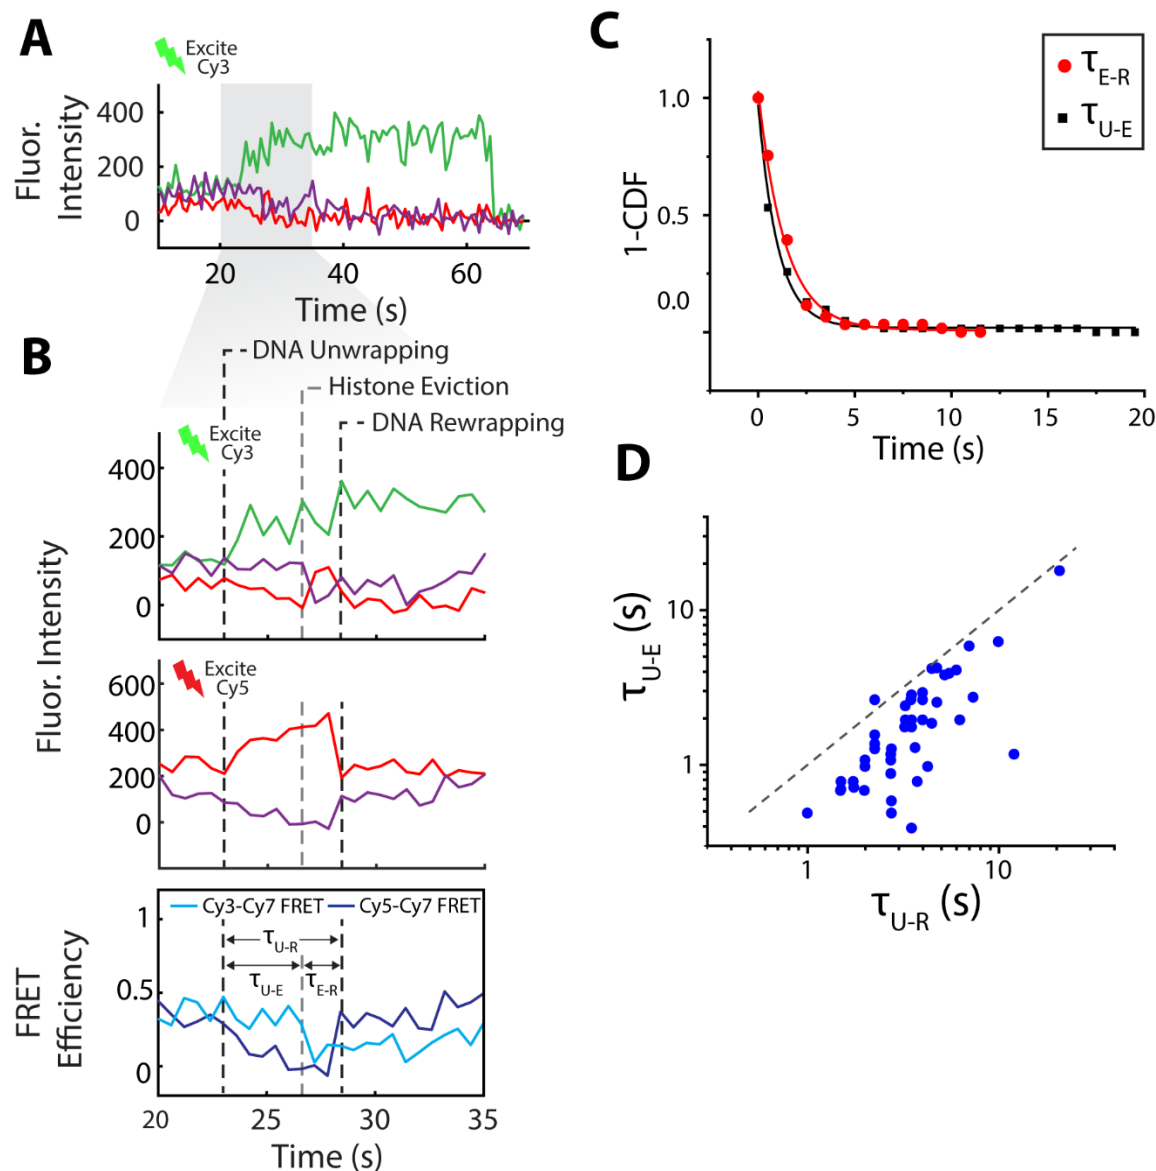 A
Excite
Cy3
Fluor.
Intensity
400
200
0
20
40
60
Time (s)
B
DNA Unwrapping
Histone Eviction
DNA Rewrapping
Excite
Cy3
400
200
0
Fluor. Intensity
Excite
Cy5
600
400
200
0
FRET
Efficiency
Cy3-Cy7 FRET
Cy5-Cy7 FRET
1
0.5
0
τU-R
τU-E
τE-R
20
25
30
35
Time (s)
C
τE-R
τU-E
1-CDF
1.0
0.5
0.0
0
5
10
15
20
Time (s)
D
τU-E (s)
10
1
1
10
τU-R (s)